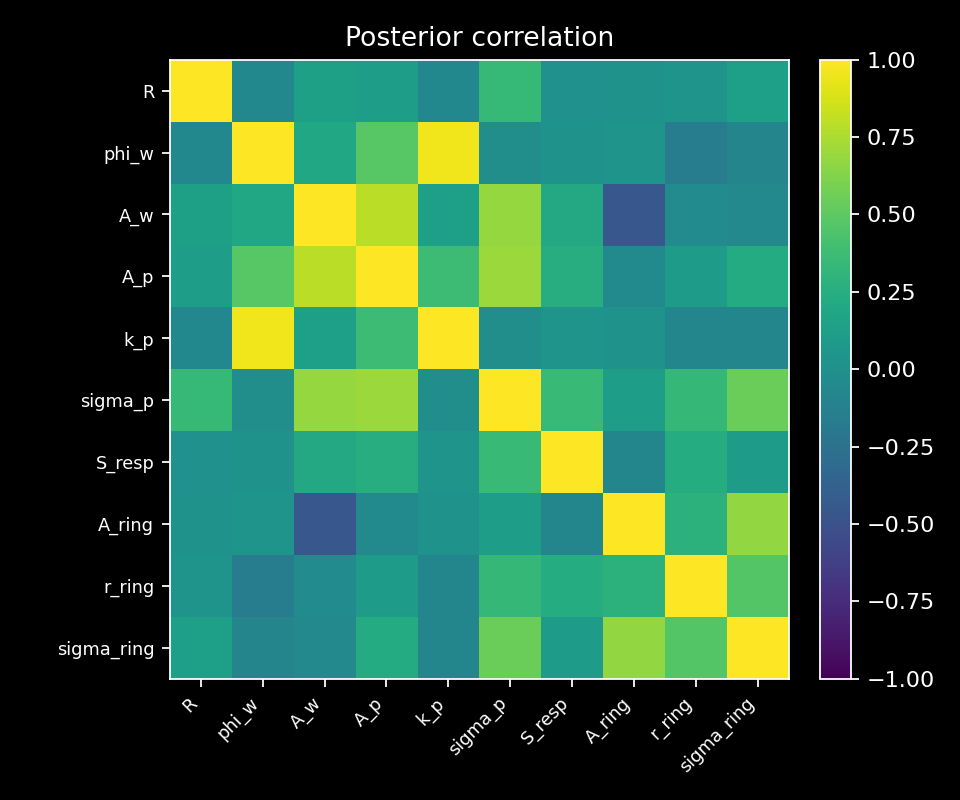 Posterior correlation
R
phi_w
A_w
A_p
k_p
sigma_p
S_resp
A_ring
r_ring
sigma_ring
R
phi_w
A_w
A_p
k_p
sigma_p
S_resp
A_ring
r_ring
sigma_ring
1.00
0.75
0.50
0.25
0.00
−0.25
−0.50
−0.75
−1.00